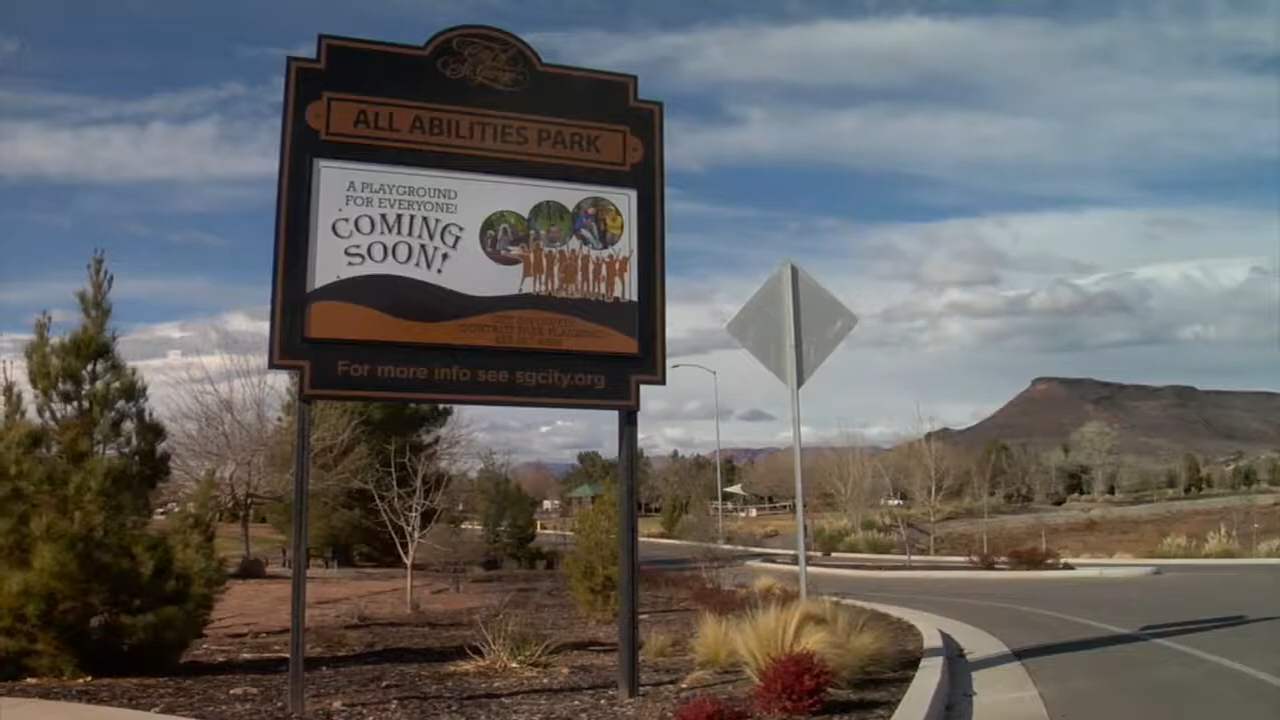 ALL ABILITIES PARK
A PLAYGROUND
FOR EVERYONE!
COMING
SOON!
For more info see sgcity.org